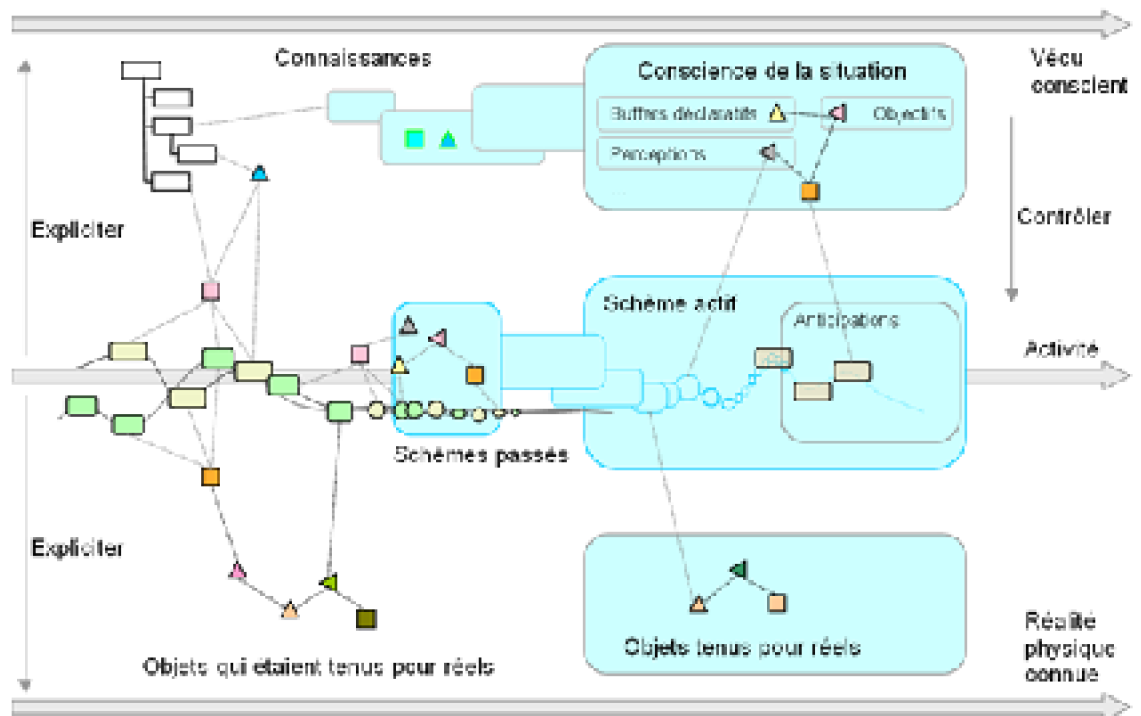 Connaissances
Conscience de la situation
Vécu
conscient
Buffers déclaratifs
Objectifs
Perceptions
...
Expliciter
Contrôler
Schème actif
Anticipations
Activité
Schèmes passés
Expliciter
Objets qui étaient tenus pour réels
Objets tenus pour réels
Réalité
physique
connue